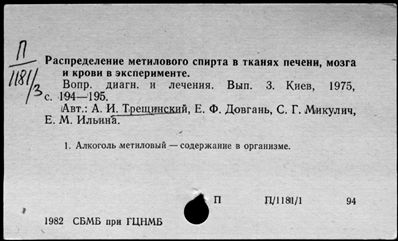 П
1181/3
Распределение метилового спирта в тканях печени, мозга
и крови в эксперименте.
Вопр. диагн. и лечения. Вып. 3. Киев, 1975,
с. 194—195.
Авт.: А. И. Трещинский, Е. Ф. Довгань, С. Г. Микулич,
Е. М. Ильина.
1. Алкоголь метиловый — содержание в организме.
П П/1181/1 94
1982 СБМБ при ГЦНМБ